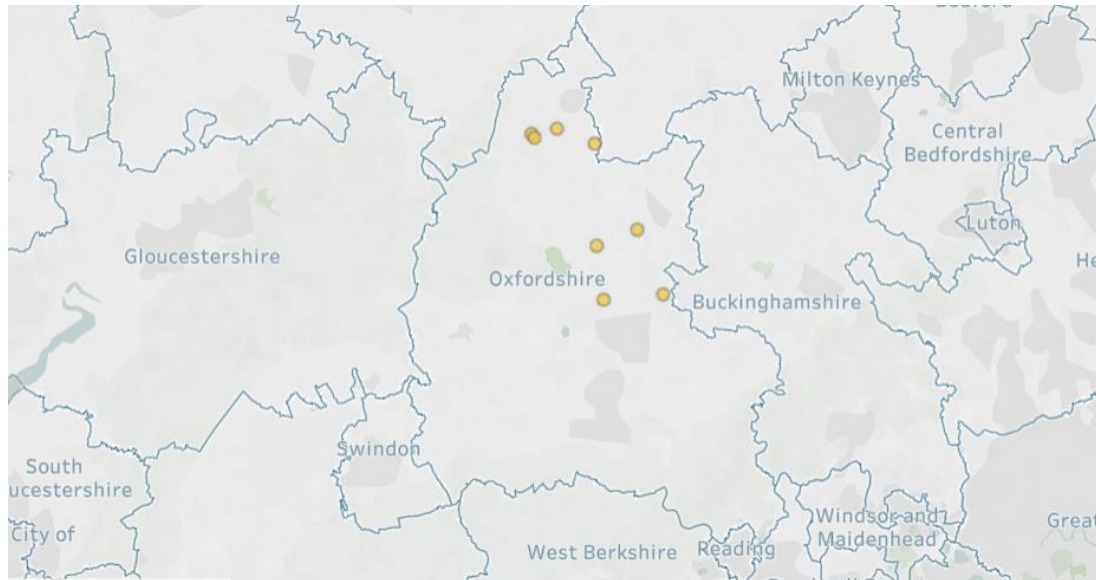 Milton Keynes
Central
Bedfordshire
Luton
Gloucestershire
Oxfordshire
Buckinghamshire
Swindon
South
ucestershire
City of
Windsor and
Maidenhead
West Berkshire
Reading
Great
He